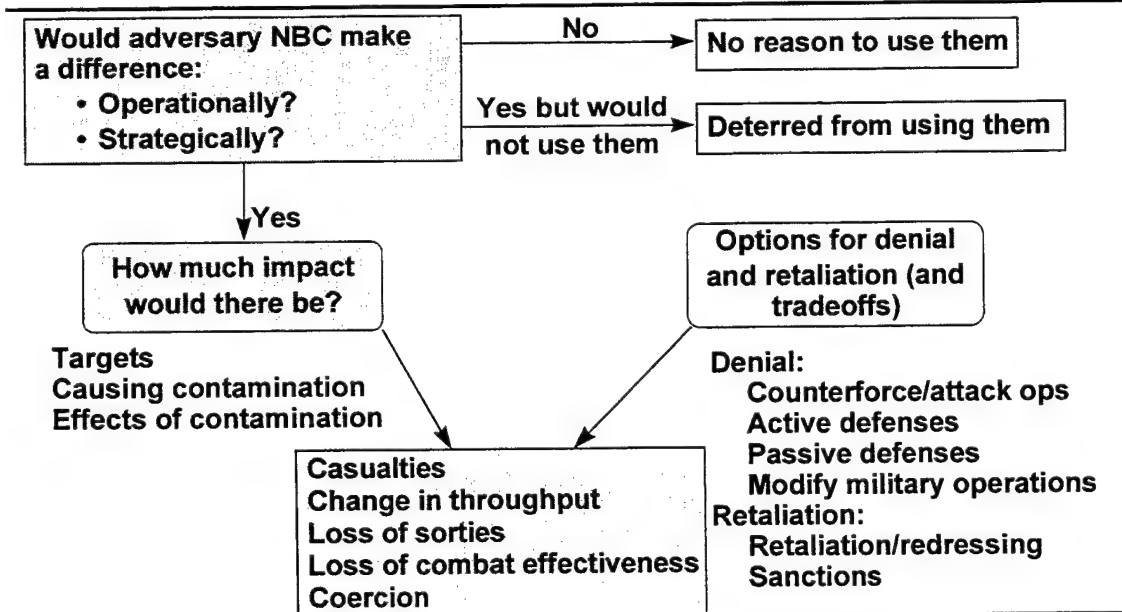 Would adversary NBC make
a difference:
• Operationally?
• Strategically?
No
No reason to use them
Yes but would
not use them
Deterred from using them
Yes
How much impact
would there be?
Options for denial
and retaliation (and
tradeoffs)
Targets
Causing contamination
Effects of contamination
Denial:
Counterforce/attack ops
Active defenses
Passive defenses
Modify military operations
Retaliation:
Retaliation/redressing
Sanctions
Casualties
Change in throughput
Loss of sorties
Loss of combat effectiveness
Coercion